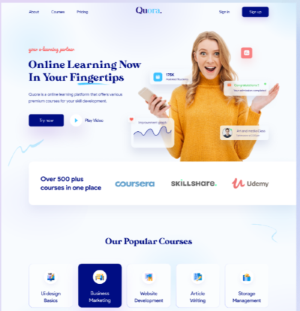 About
Courses
Pricing
Quora.
Sign in
Sign up
your e-learning partner
Online Learning Now
In Your Fingertips
Quora is a online learning platform that offers various
premium courses for your skill development.
Try now
Play Video
Over 500 plus
courses in one place
coursera
SKILLSHARE.
Udemy
Our Popular Courses
UI design
Basics
Business
Marketing
Website
Development
Article
Writing
Storage
Management